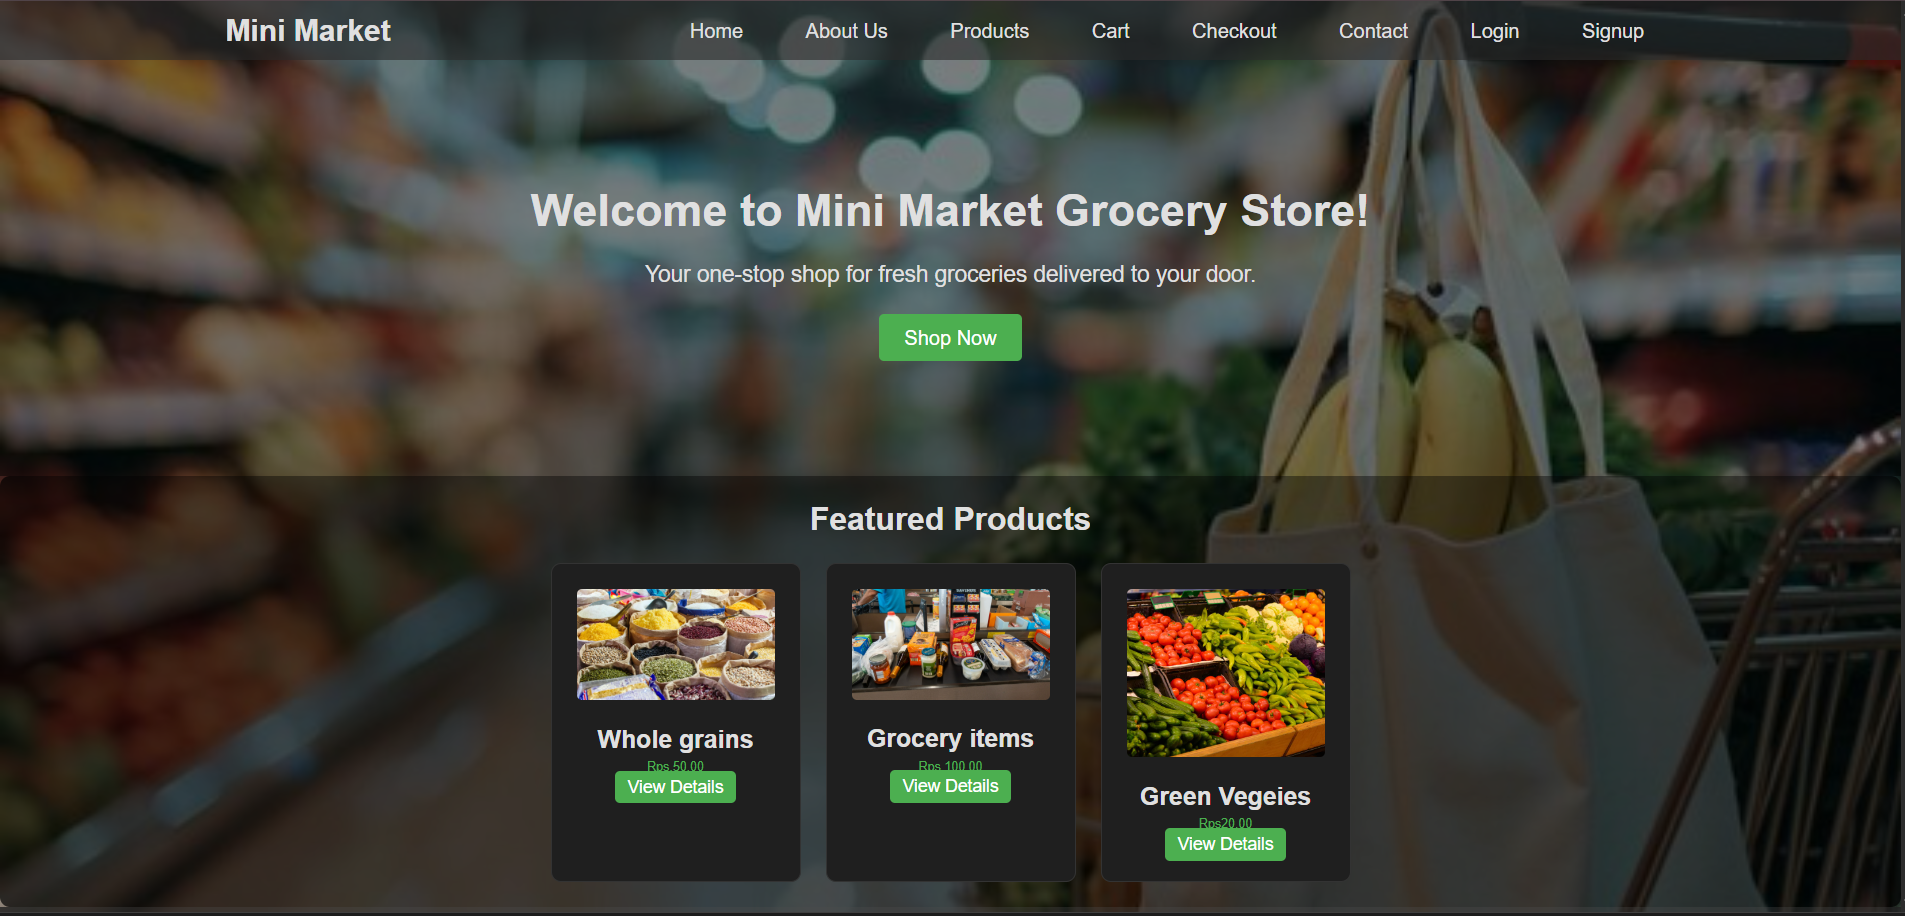 Mini Market
Home About Us Products Cart Checkout Contact Login Signup
Welcome to Mini Market Grocery Store!
Your one-stop shop for fresh groceries delivered to your door.
Shop Now
Featured Products
Whole grains
Rps 50.00
View Details
Grocery items
Rps 100.00
View Details
Green Vegeies
Rps20.00
View Details